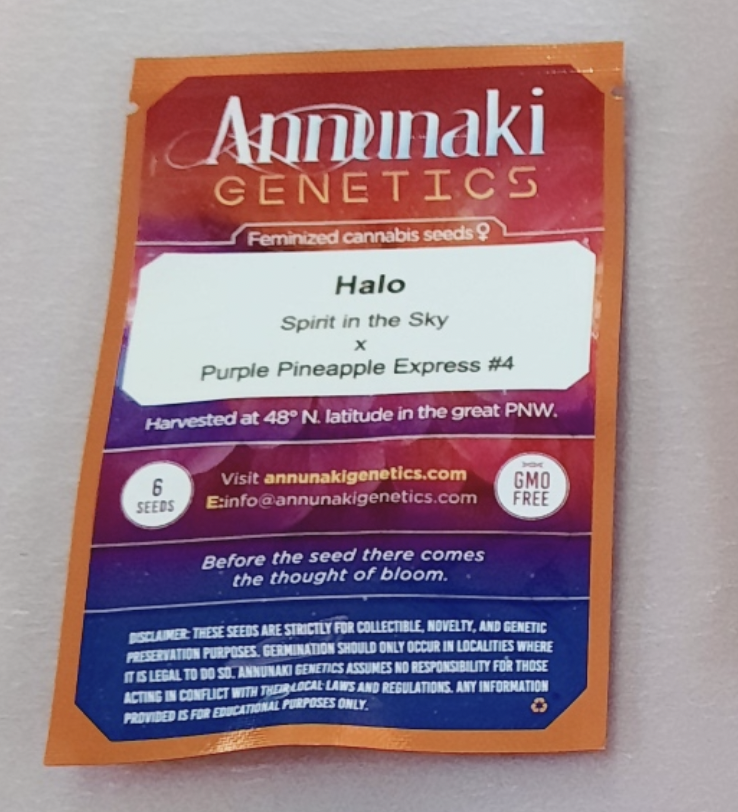 Annunaki
GENETICS
Feminized cannabis seeds♀
Halo
Spirit in the Sky
x
Purple Pineapple Express #4
Harvested at 48° N. latitude in the great PNW.
6
SEEDS
Visit annunakigenetics.com
E:info@annunakigenetics.com
GMO
FREE
Before the seed there comes
the thought of bloom.
DISCLAIMER: THESE SEEDS ARE STRICTLY FOR COLLECTIBLE, NOVELTY, AND GENETIC
PRESERVATION PURPOSES. GERMINATION SHOULD ONLY OCCUR IN LOCALITIES WHERE
IT IS LEGAL TO DO SO. ANNUNAKI GENETICS ASSUMES NO RESPONSIBILITY FOR THOSE
ACTING IN CONFLICT WITH THEIR LOCAL LAWS AND REGULATIONS. ANY INFORMATION
PROVIDED IS FOR EDUCATIONAL PURPOSES ONLY.